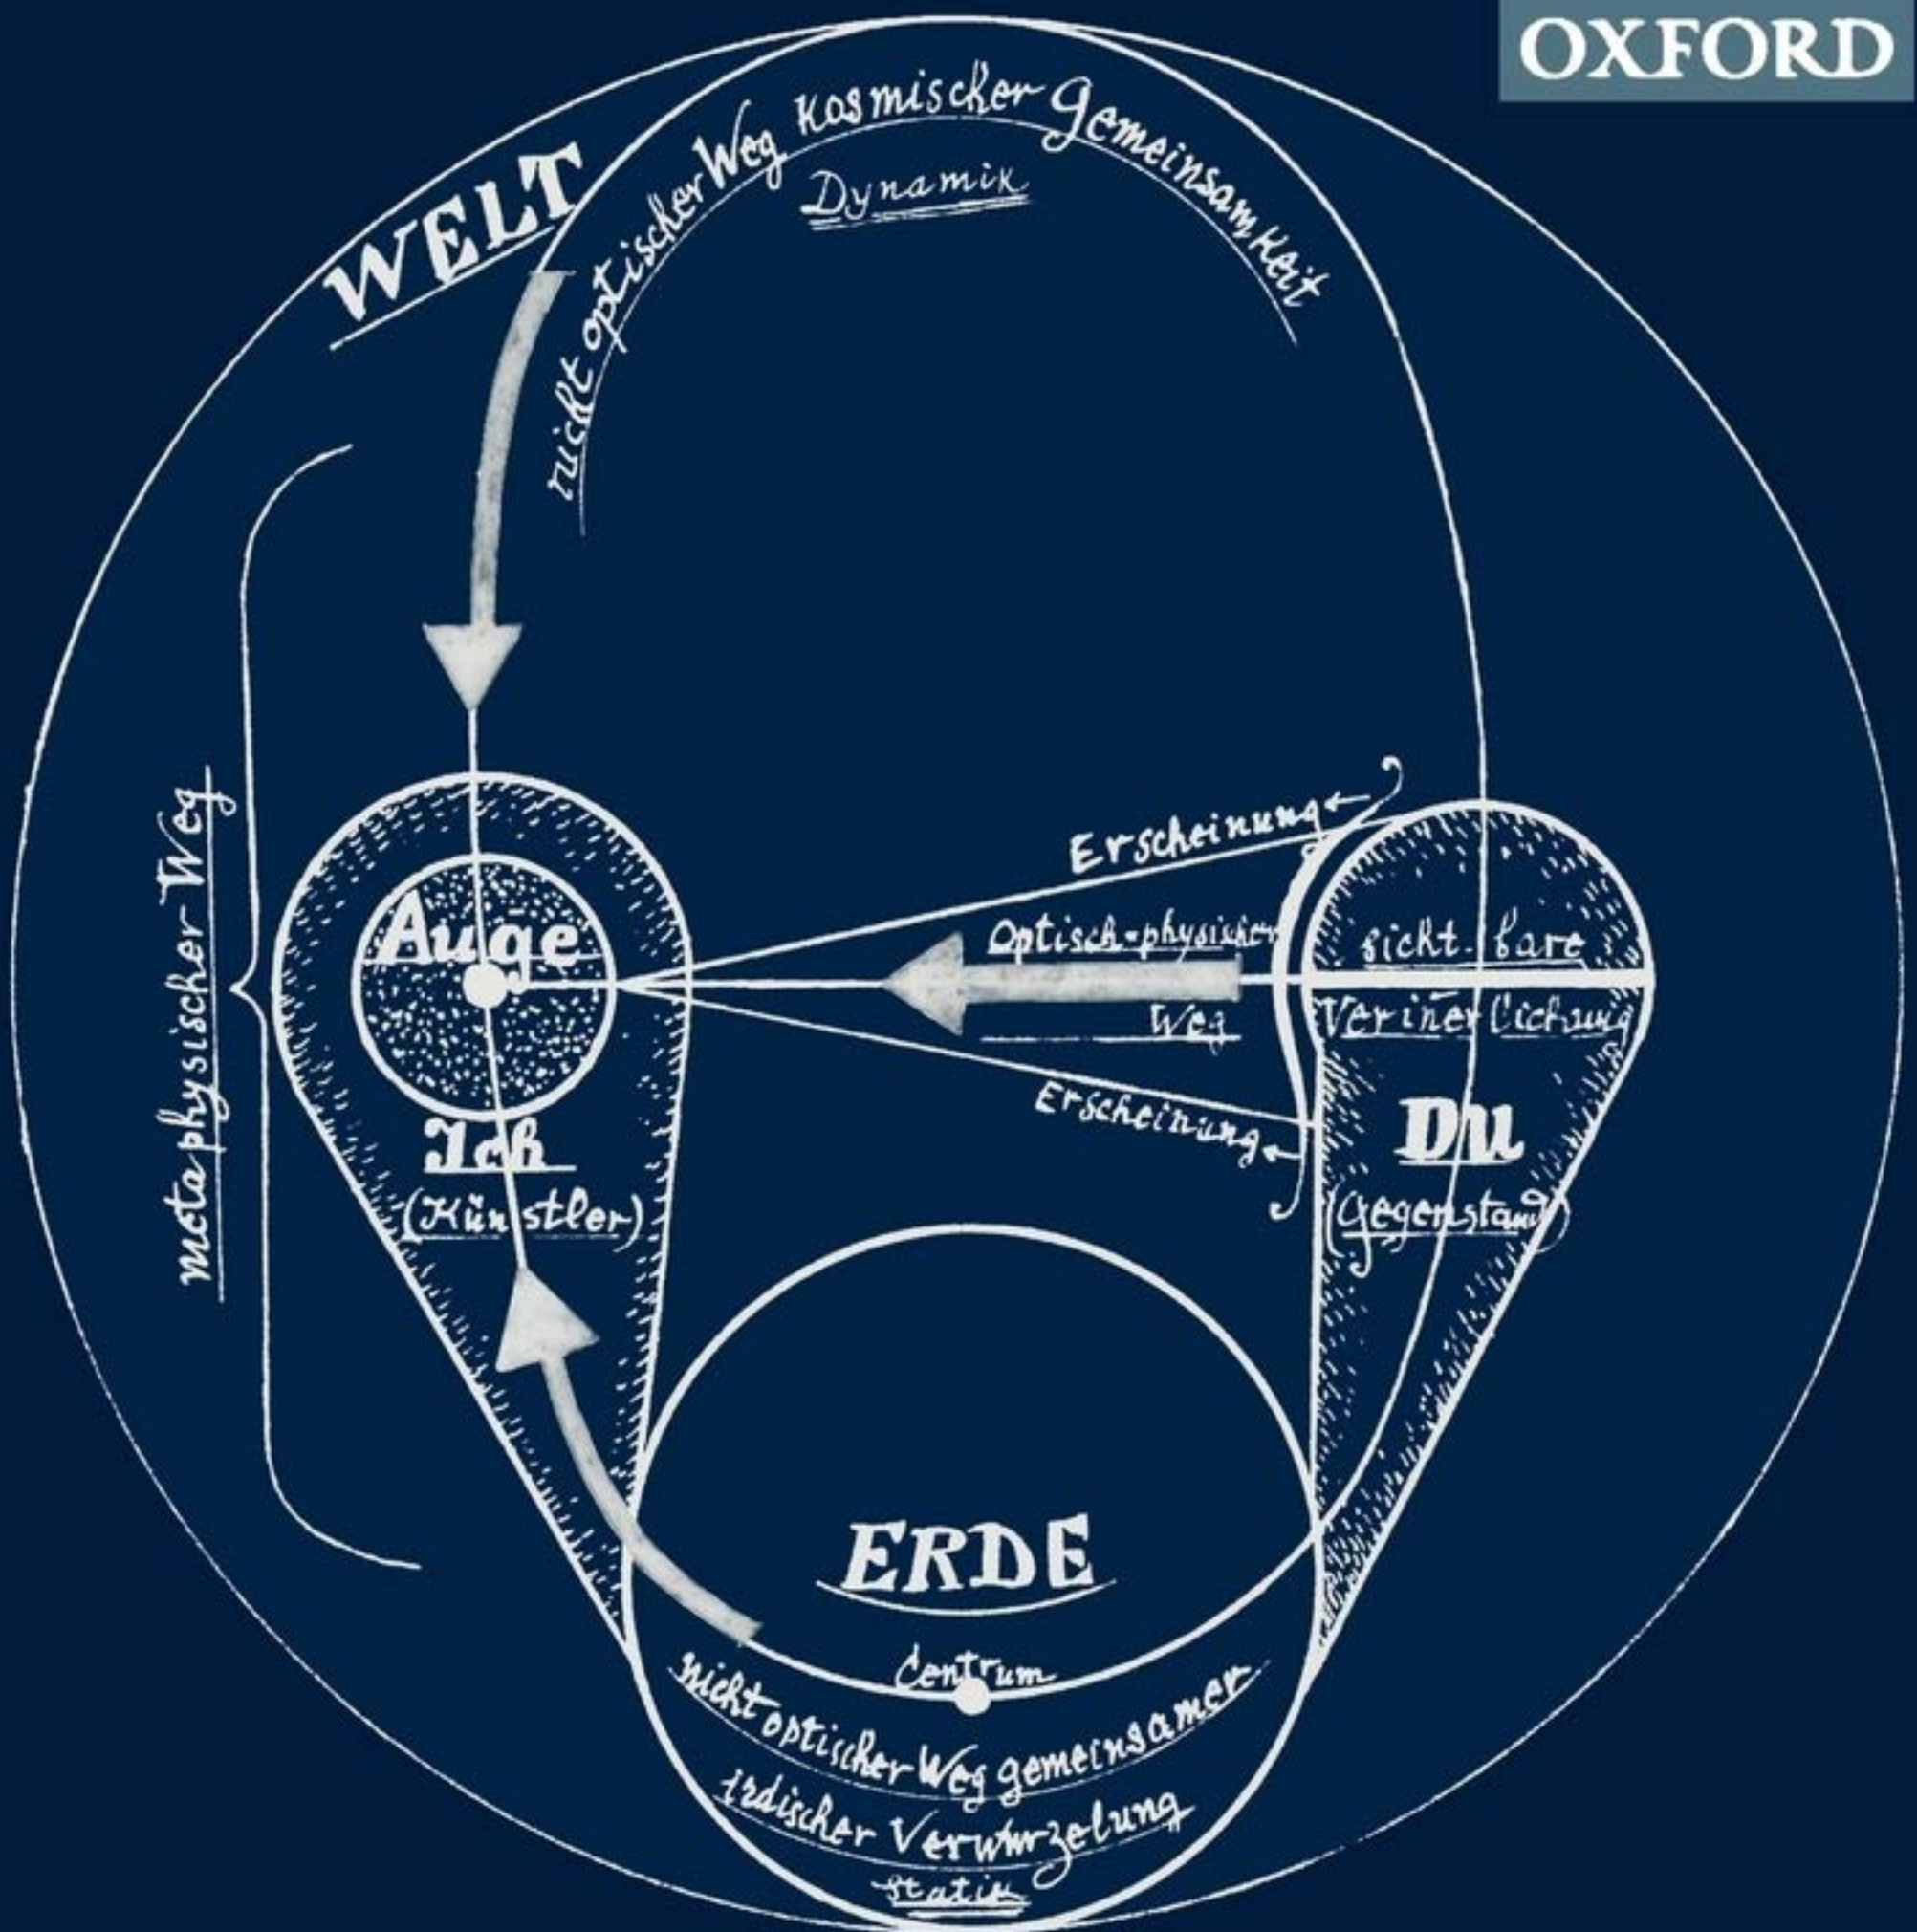 OXFORD
WELT
nicht optischer Weg Kosmischer Gemeinsamkeit
Dynamik
metaphysischer Weg
Erscheinung
Auge
Optisch-physischer
Weg
sicht-bare
Verinerlichung
Erscheinung
Ich
(Künstler)
Du
(Gegenstand)
ERDE
Centrum
nicht optischer Weg gemeinsamer
irdischer Verwurzelung
Statik